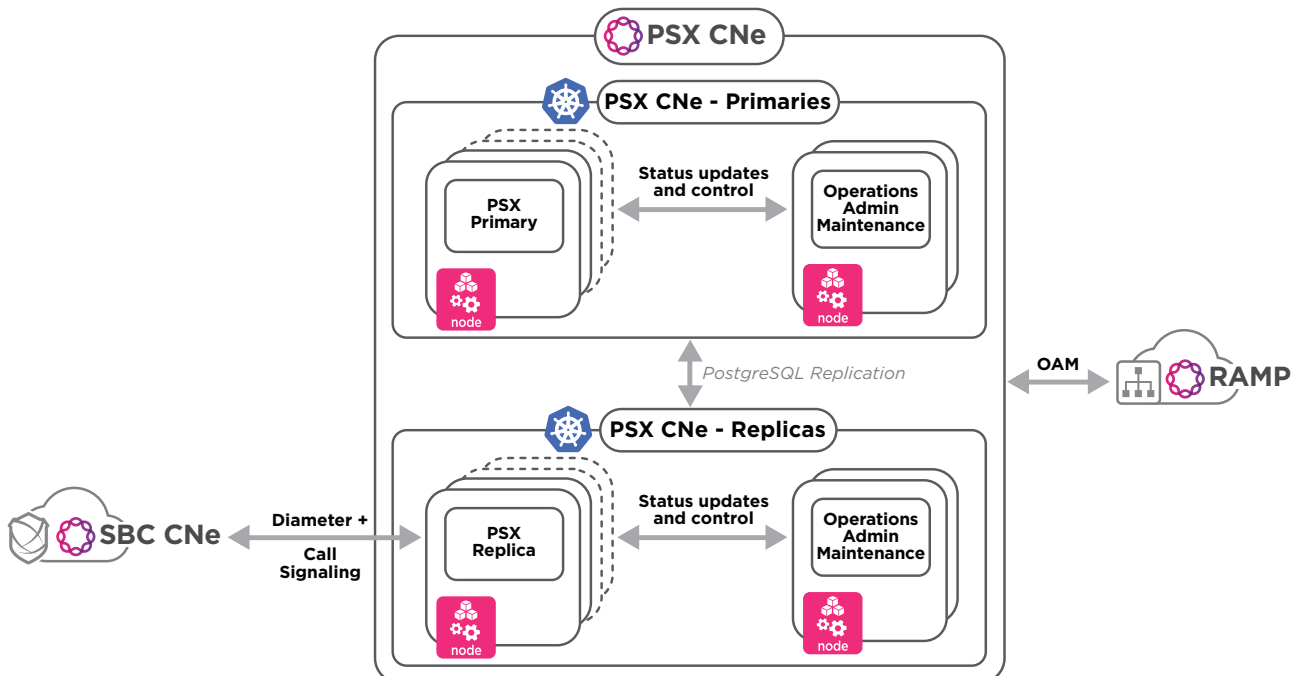 PSX CNe
PSX CNe - Primaries
PSX
Primary
node
Status updates
and control
Operations
Admin
Maintenance
node
PostgreSQL Replication
OAM
RAMP
PSX CNe - Replicas
SBC CNe
Diameter +
Call
Signaling
PSX
Replica
node
Status updates
and control
Operations
Admin
Maintenance
node